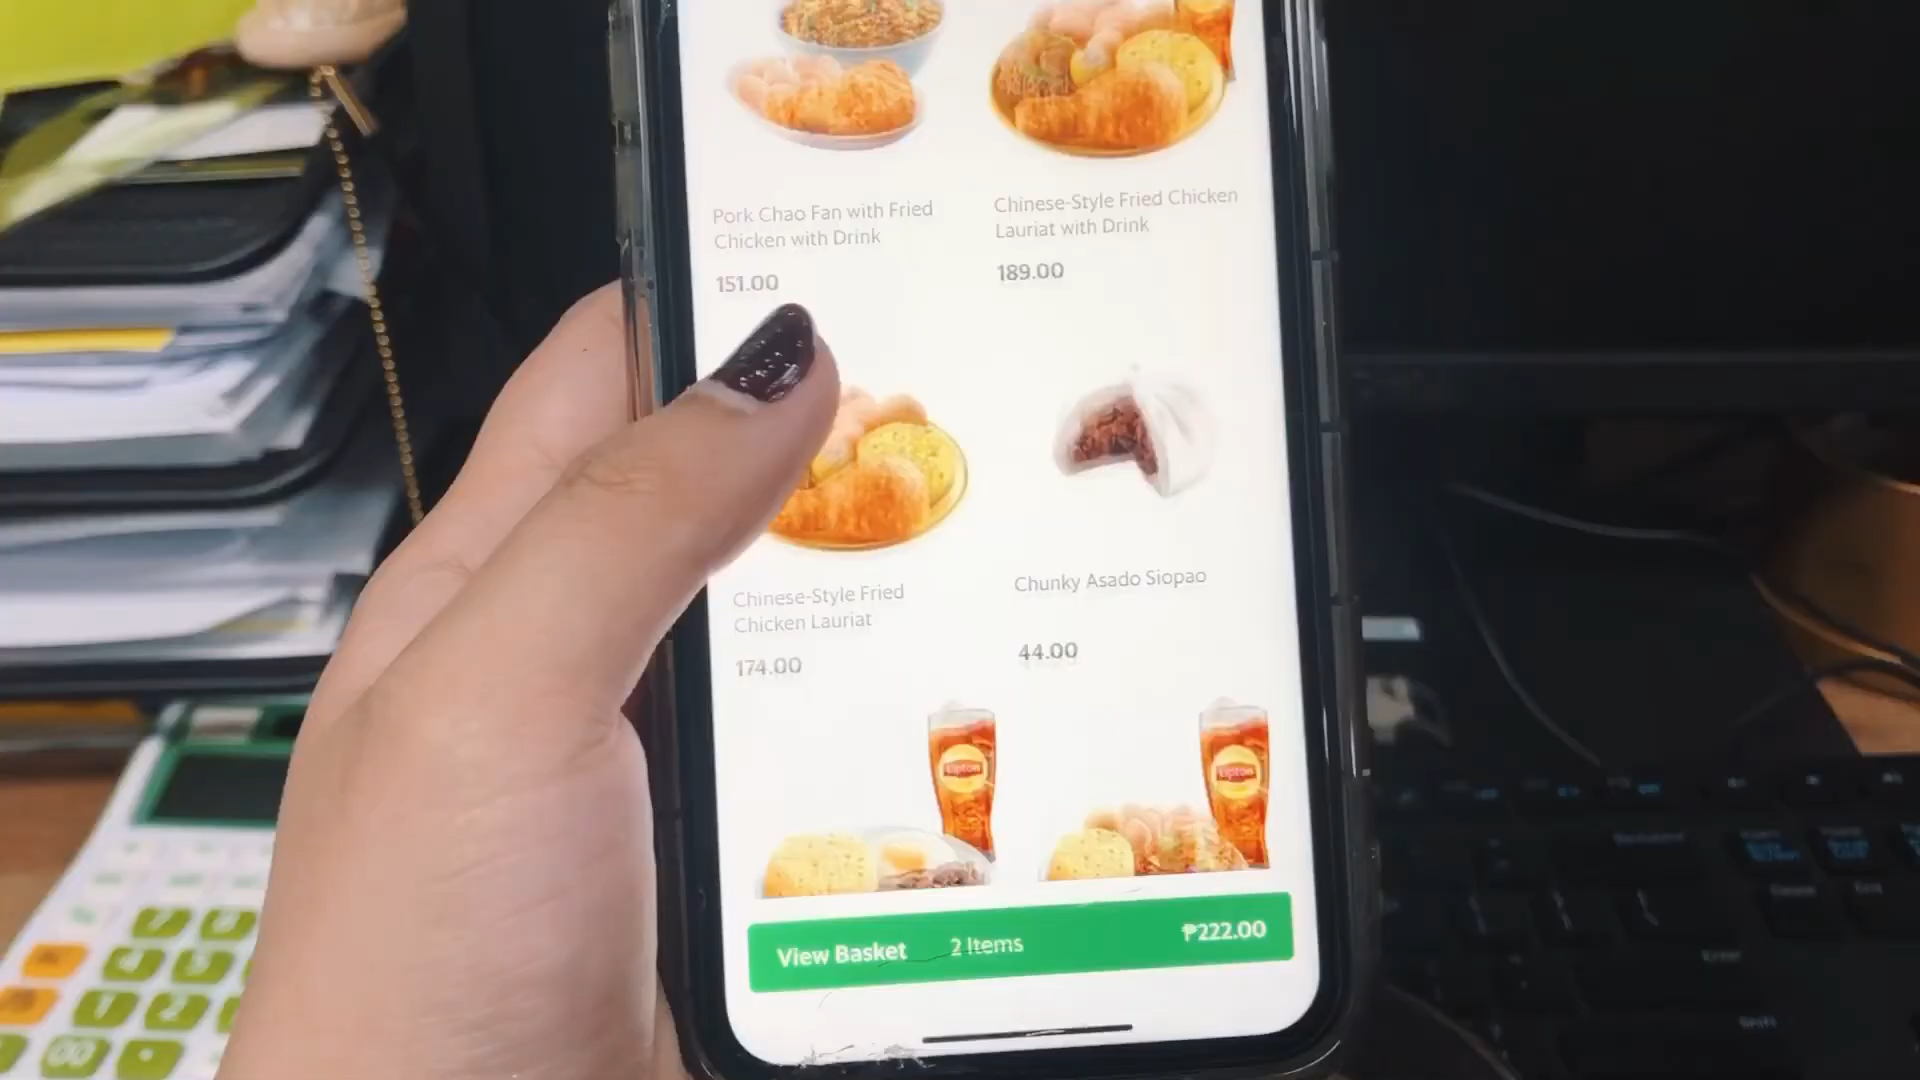 Pork Chao Fan with Fried
Chicken with Drink
151.00
Chinese-Style Fried Chicken
Lauriat with Drink
189.00
Chinese-Style Fried
Chicken Lauriat
174.00
Chunky Asado Siopao
44.00
Lipton
Lipton
View Basket 2 Items ₱222.00